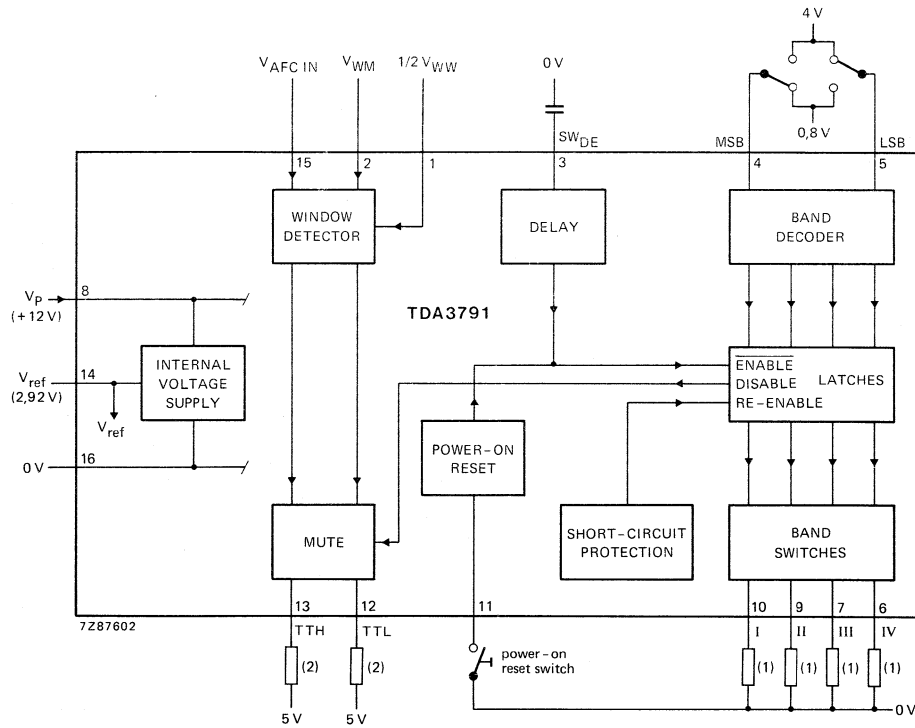 4 V
V AFC IN
V WM
1/2 V WW
0 V
0,8 V
SW DE
MSB
LSB
15
2
1
3
4
5
WINDOW
DETECTOR
DELAY
BAND
DECODER
V P
(+12 V)
8
TDA3791
INTERNAL
VOLTAGE
SUPPLY
V ref
(2,92 V)
14
V ref
ENABLE
DISABLE
RE-ENABLE
LATCHES
0 V
16
POWER-ON
RESET
MUTE
SHORT-CIRCUIT
PROTECTION
BAND
SWITCHES
13
12
11
10
9
7
6
7Z87602
TTH
TTL
I
II
III
IV
(2)
(2)
power-on
reset switch
(1)
(1)
(1)
(1)
5 V
5 V
0 V